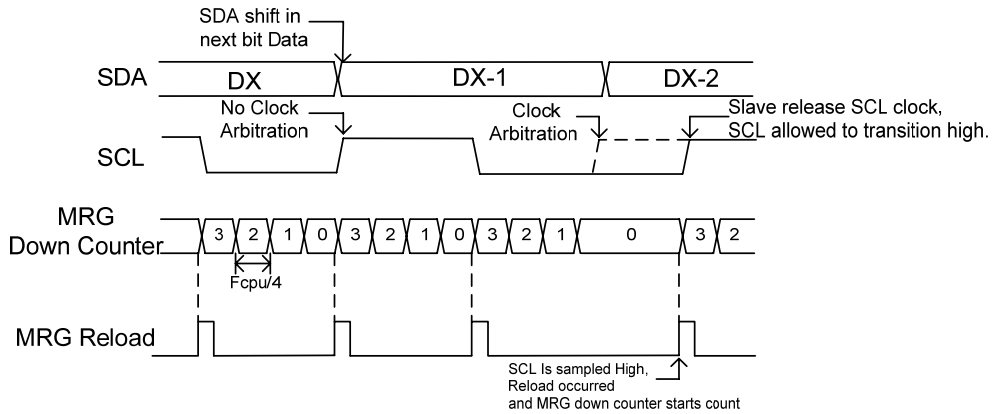 SDA shift in
next bit Data
SDA
DX
DX-1
DX-2
No Clock
Arbitration
Clock
Arbitration
Slave release SCL clock,
SCL allowed to transition high.
SCL
MRG
Down Counter
3 2 1 0 3 2 1 0 3 2 1 0 3 2
Fcpu/4
MRG Reload
SCL Is sampled High,
Reload occurred
and MRG down counter starts count